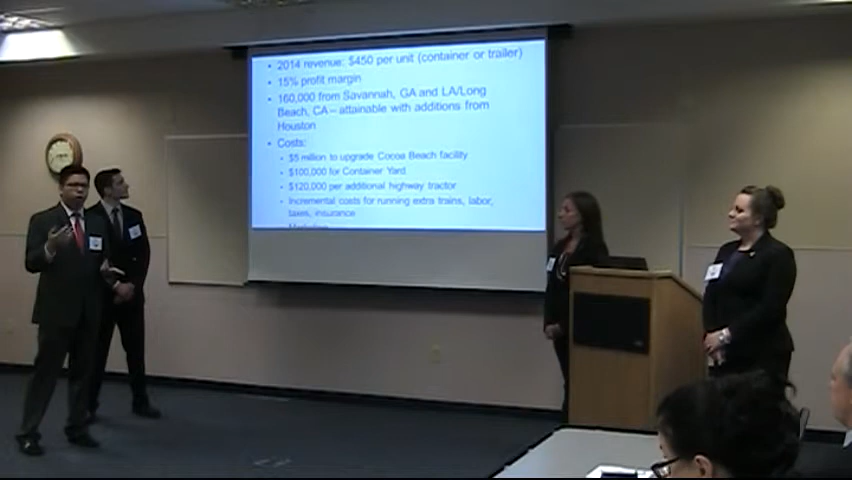 • 2014 revenue: $450 per unit (container or trailer)
• 15% profit margin
• 160,000 from Savannah, GA and LA/Long
Beach, CA – attainable with additions from
Houston
• Costs:
• $5 million to upgrade Cocoa Beach facility
• $100,000 for Container Yard
• $120,000 per additional highway tractor
• Incremental costs for running extra trains, labor,
taxes, insurance